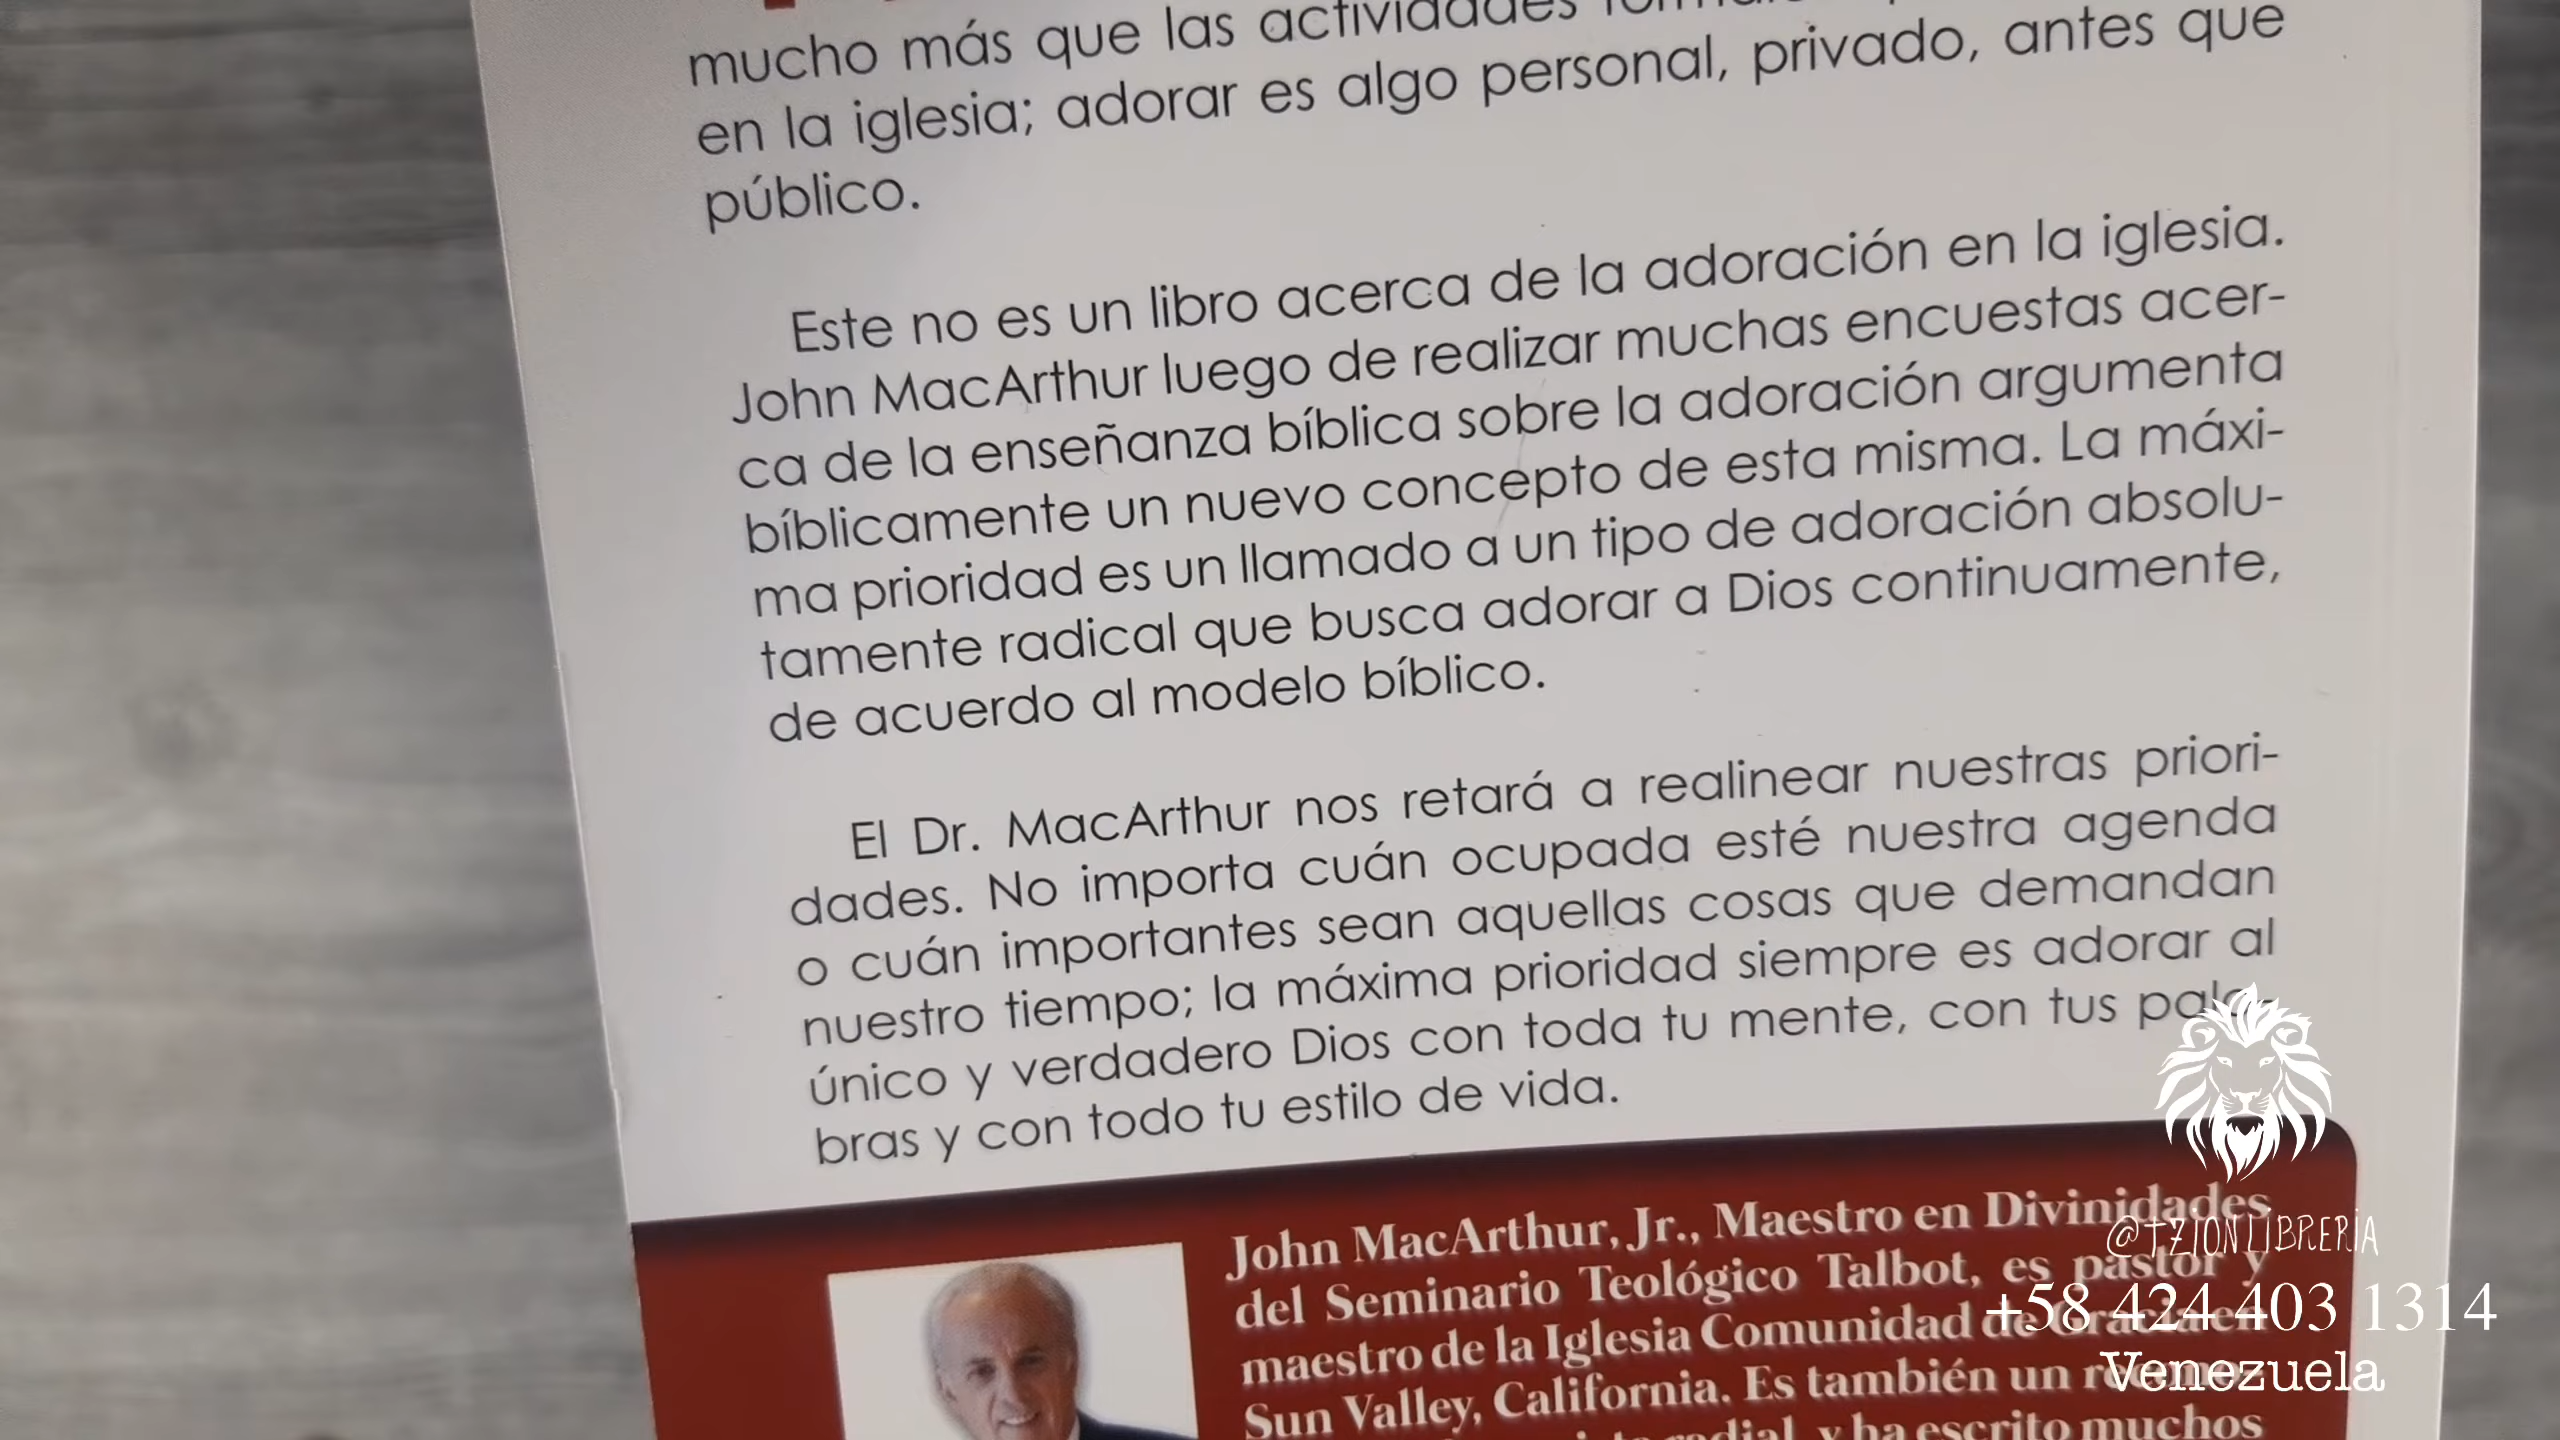 mucho más que las actividades
en la iglesia; adorar es algo personal, privado, antes que
público.
Este no es un libro acerca de la adoración en la iglesia.
John MacArthur luego de realizar muchas encuestas acer-
ca de la enseñanza bíblica sobre la adoración argumenta
bíblicamente un nuevo concepto de esta misma. La máxi-
ma prioridad es un llamado a un tipo de adoración absolu-
tamente radical que busca adorar a Dios continuamente,
de acuerdo al modelo bíblico.
El Dr. MacArthur nos retará a realinear nuestras priori-
dades. No importa cuán ocupada esté nuestra agenda
o cuán importantes sean aquellas cosas que demandan
nuestro tiempo; la máxima prioridad siempre es adorar al
único y verdadero Dios con toda tu mente, con tus pala-
bras y con todo tu estilo de vida.
John MacArthur, Jr., Maestro en Divinidades
del Seminario Teológico Talbot, es pastor y
maestro de la Iglesia Comunidad de Gracia en
Sun Valley, California. Es también un
radial, y ha escrito muchos
@TZIONLIBRERÍA
+58 424 403 1314
Venezuela